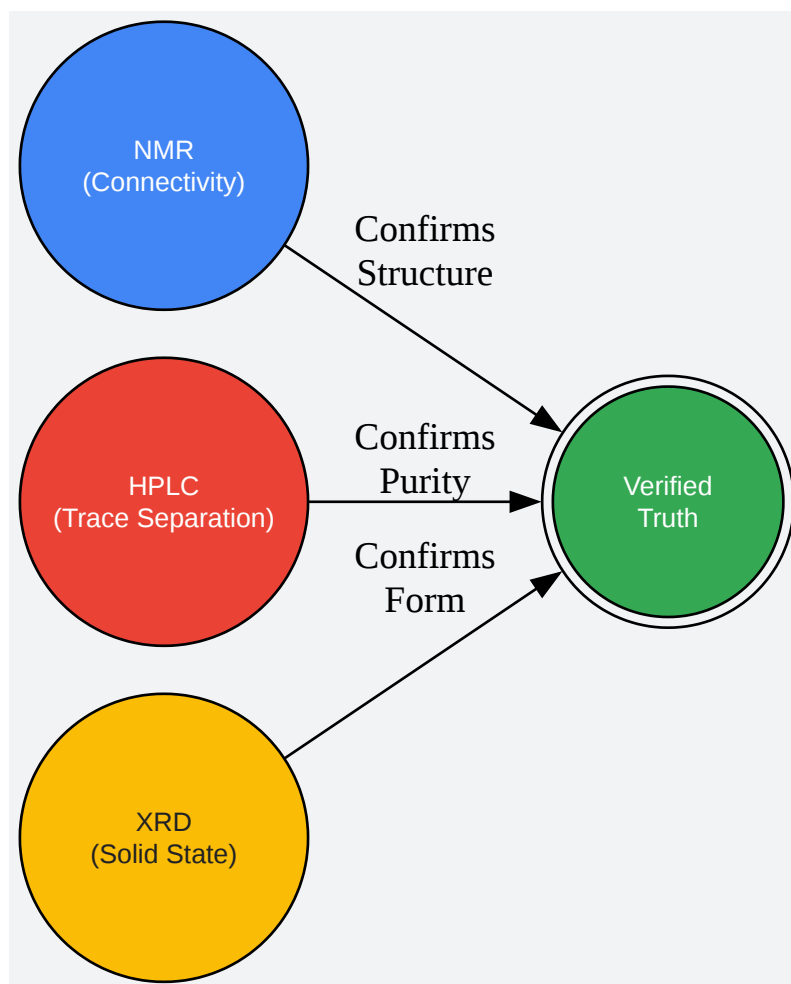 NMR
(Connectivity)
Confirms
Structure
HPLC
(Trace Separation)
Confirms
Purity
Verified
Truth
Confirms
Form
XRD
(Solid State)